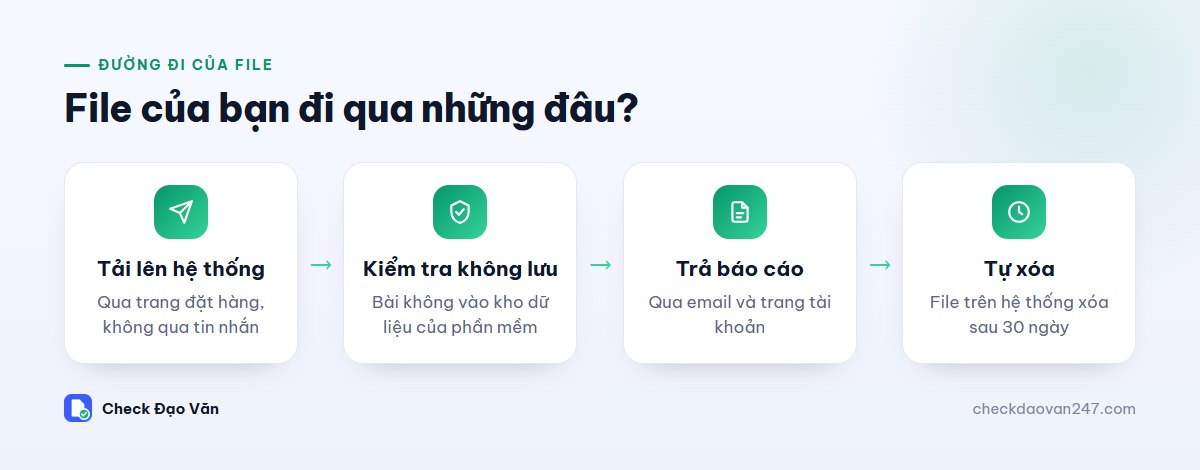 ĐƯỜNG ĐI CỦA FILE
File của bạn đi qua những đâu?
Tải lên hệ thống
Qua trang đặt hàng,
không qua tin nhắn
Kiểm tra không lưu
Bài không vào kho dữ
liệu của phần mềm
Trả báo cáo
Qua email và trang tài
khoản
Tự xóa
File trên hệ thống xóa
sau 30 ngày
Check Đạo Văn
checkdaovan247.com